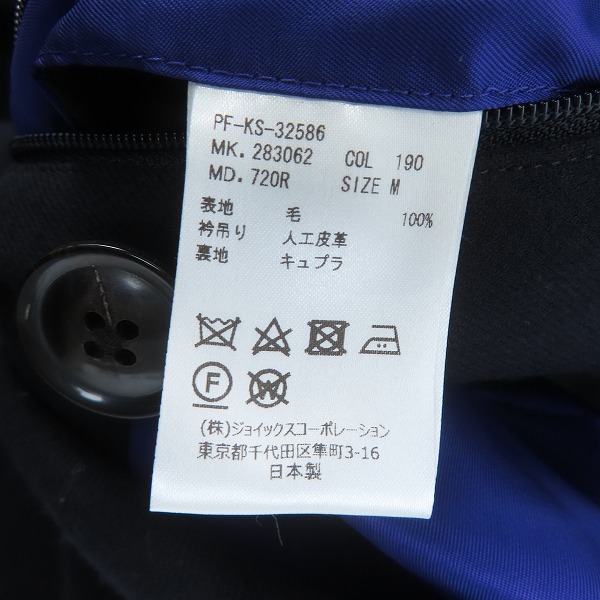 PF-KS-32586
MK. 283062 COL 190
MD. 720R SIZE M
表地 毛 100%
衿吊り 人工皮革
裏地 キュプラ
F W
(株)ジョイックスコーポレーション
東京都千代田区隼町3-16
日本製